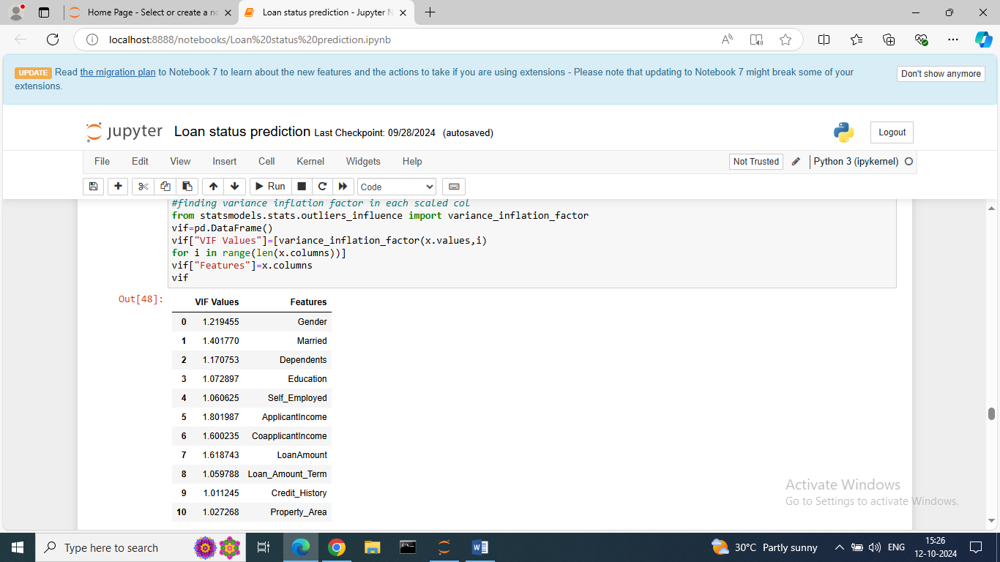 Home Page - Select or create a no
Loan status prediction - Jupyter N
localhost:8888/notebooks/Loan%20status%20prediction.ipynb
UPDATE Read the migration plan to Notebook 7 to learn about the new features and the actions to take if you are using extensions - Please note that updating to Notebook 7 might break some of your
extensions.
Don't show anymore
jupyter Loan status prediction Last Checkpoint: 09/28/2024 (autosaved)
Logout
File Edit View Insert Cell Kernel Widgets Help
Not Trusted Python 3 (ipykernel)
Run Code
#finding variance inflation factor in each scaled col
from statsmodels.stats.outliers_influence import variance_inflation_factor
vif=pd.DataFrame()
vif["VIF Values"]=[variance_inflation_factor(x.values,i)
for i in range(len(x.columns))]
vif["Features"]=x.columns
vif
Out[48]:
VIF Values Features
0 1.219455 Gender
1 1.401770 Married
2 1.170753 Dependents
3 1.072897 Education
4 1.060625 Self_Employed
5 1.801987 ApplicantIncome
6 1.600235 CoapplicantIncome
7 1.618743 LoanAmount
8 1.059788 Loan_Amount_Term
9 1.011245 Credit_History
10 1.027268 Property_Area
Activate Windows
Go to Settings to activate Windows.
Type here to search
30°C Partly sunny
ENG
15:26
12-10-2024